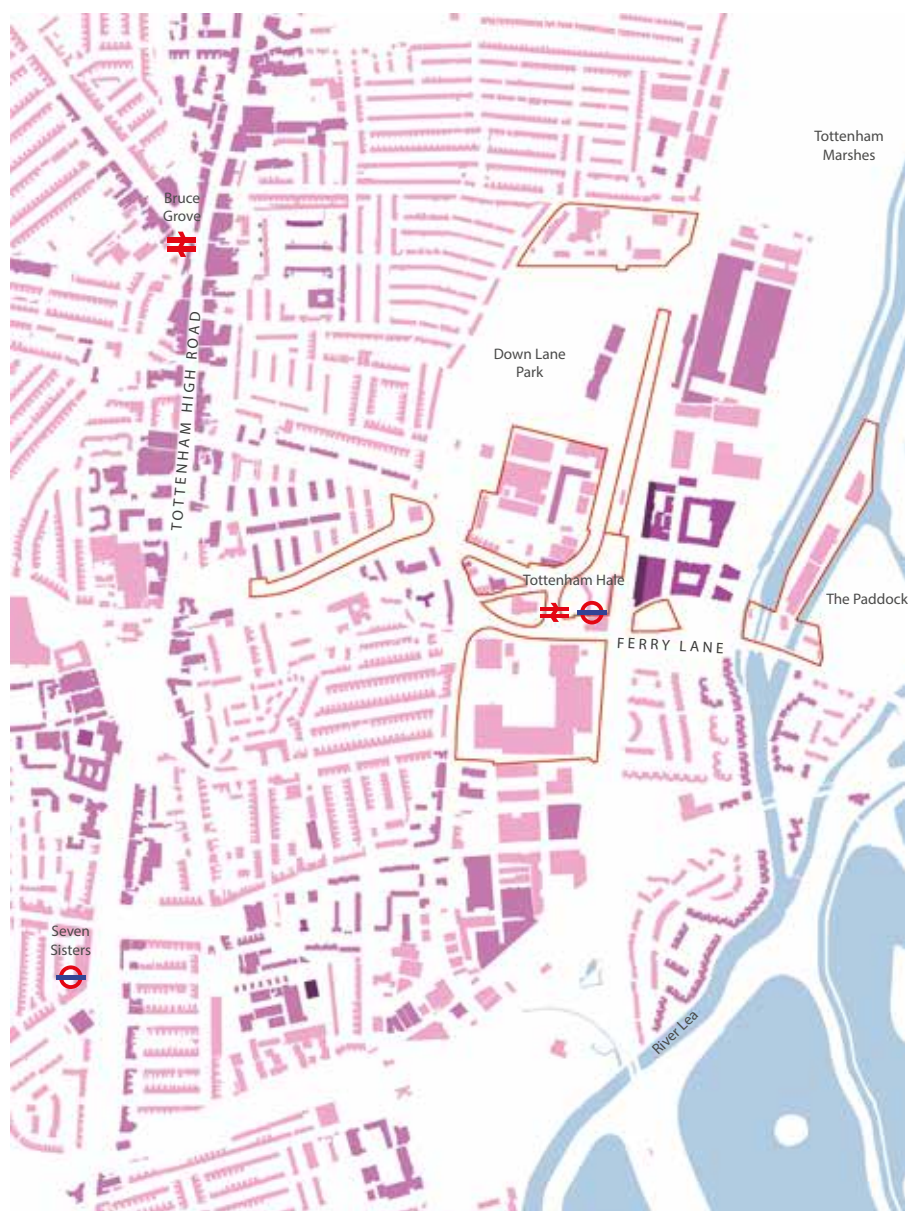 Tottenham
Marshes
Bruce
Grove
TOTTENHAM HIGH ROAD
Down Lane
Park
Tottenham Hale
The Paddock
FERRY LANE
Seven
Sisters
River Lea